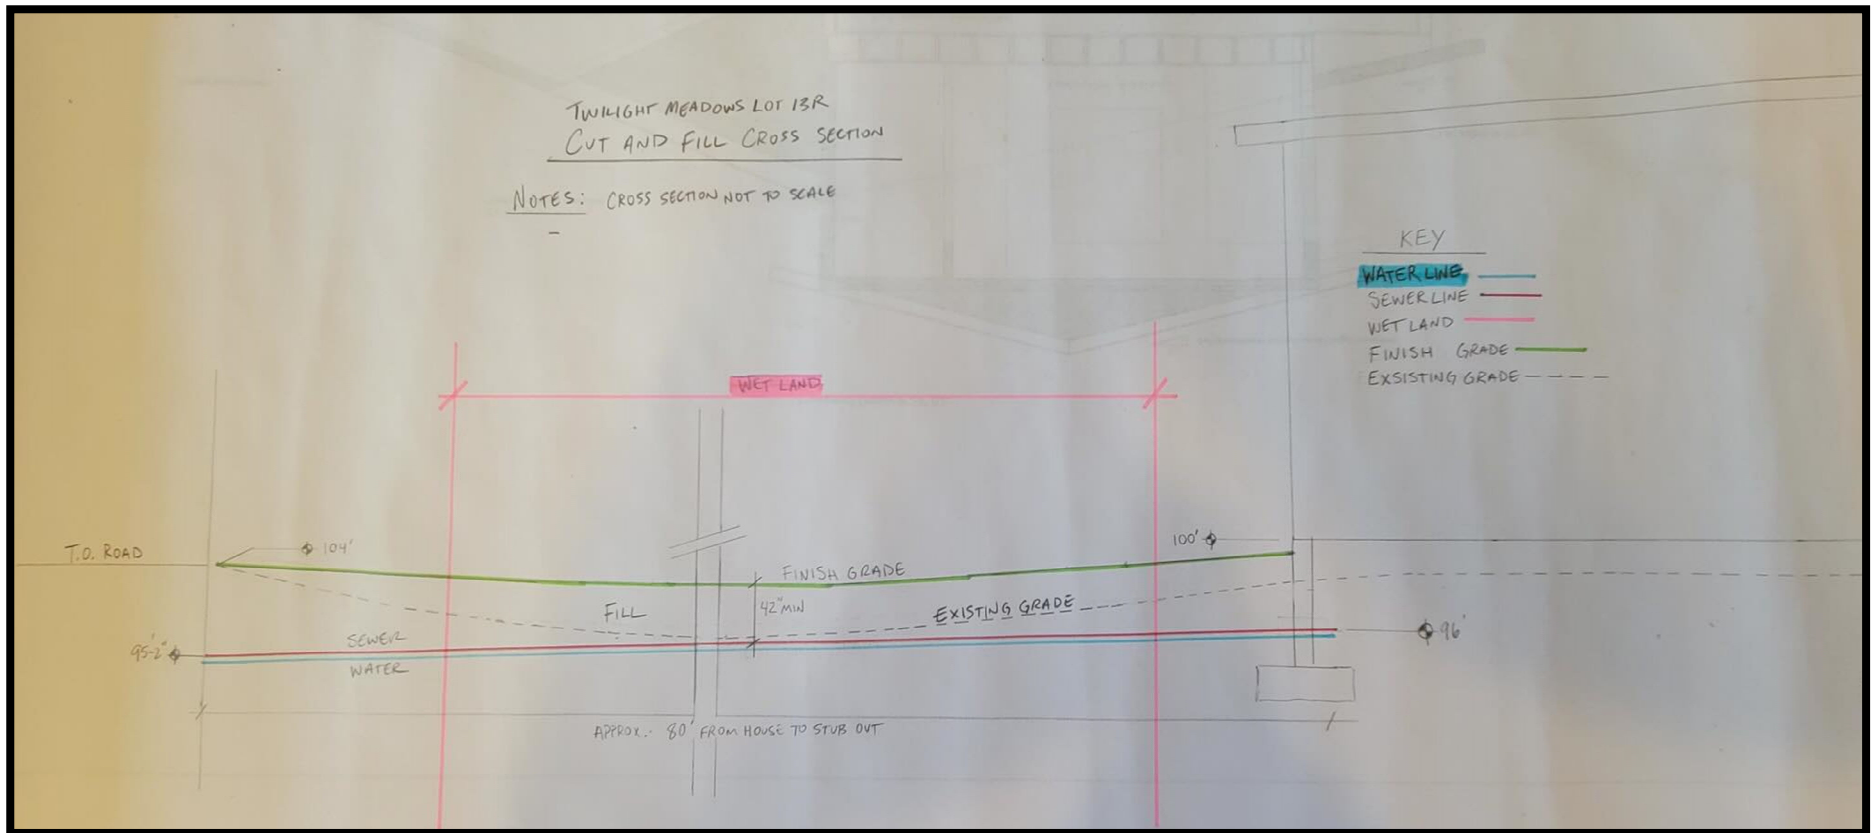 TWILIGHT MEADOWS LOT 13R
CUT AND FILL CROSS SECTION
NOTES: CROSS SECTION NOT TO SCALE
-
KEY
WATER LINE
SEWER LINE
WET LAND
FINISH GRADE
EXSISTING GRADE
WET LAND
T.O. ROAD
104'
100'
FINISH GRADE
FILL
42" MIN
EXISTING GRADE
SEWER
95'-2"
WATER
96'
APPROX.- 80' FROM HOUSE TO STUB OUT